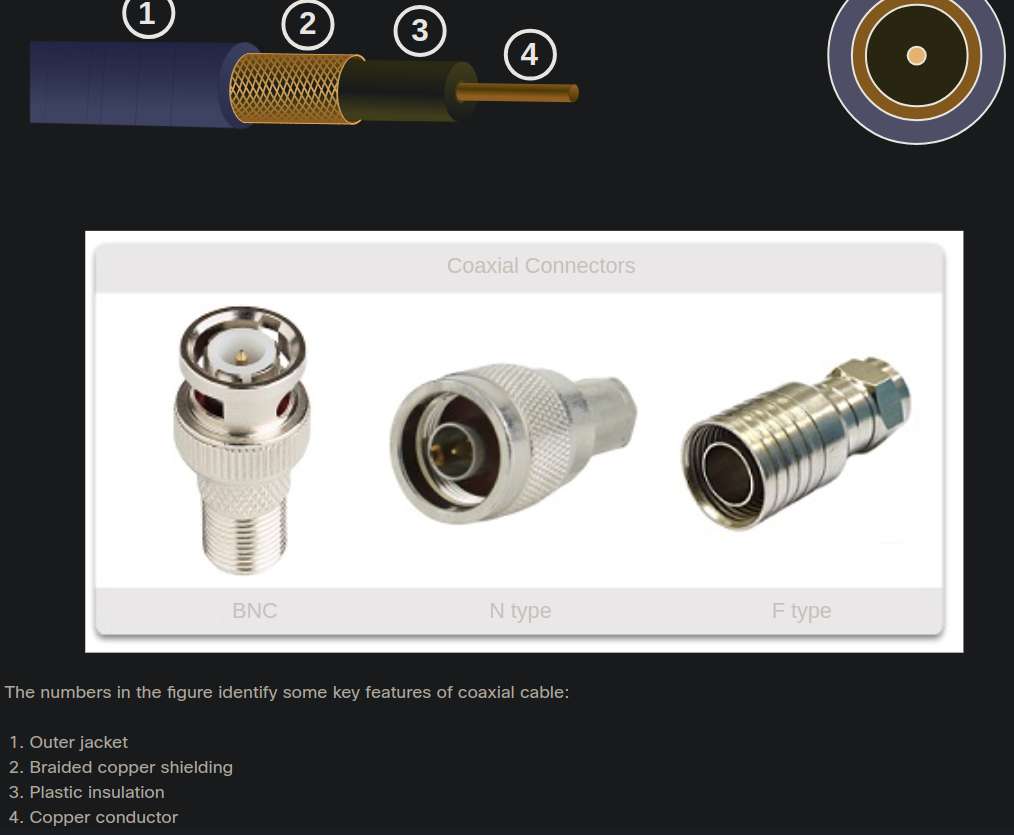 1
2
3
4
Coaxial Connectors
BNC
N type
F type
The numbers in the figure identify some key features of coaxial cable:
1. Outer jacket
2. Braided copper shielding
3. Plastic insulation
4. Copper conductor